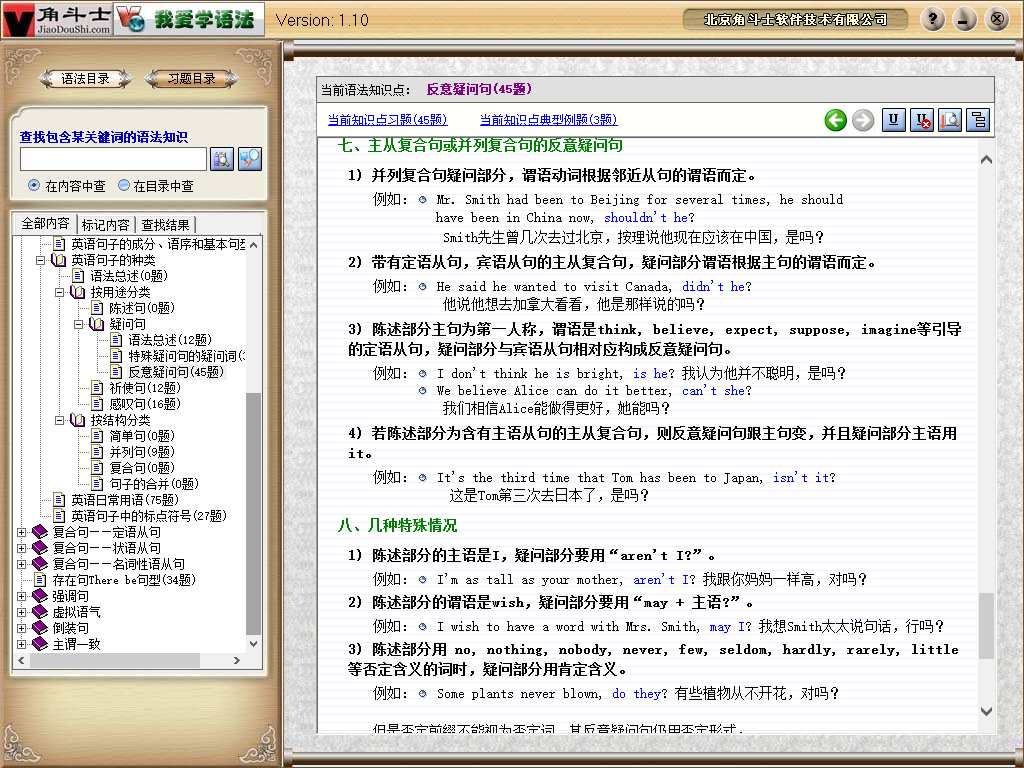 角斗士
JiaoDouShi.com
我爱学语法
Version: 1.10
北京角斗士软件技术有限公司
语法目录
习题目录
查找包含某关键词的语法知识
在内容中查
在目录中查
全部内容
标记内容
查找结果
英语句子的成分、语序和基本句型
英语句子的种类
语法总述(0题)
按用途分类
陈述句(0题)
疑问句
语法总述(12题)
特殊疑问句的疑问词(
反意疑问句(45题)
祈使句(12题)
感叹句(16题)
按结构分类
简单句(0题)
并列句(9题)
复合句(0题)
句子的合并(0题)
英语日常用语(75题)
英语句子中的标点符号(27题)
复合句——定语从句
复合句——状语从句
复合句——名词性语从句
存在句There be句型(34题)
强调句
虚拟语气
倒装句
主谓一致
当前语法知识点： 反意疑问句(45题)
当前知识点习题(45题)
当前知识点典型例题(3题)
七、主从复合句或并列复合句的反意疑问句
1) 并列复合句疑问部分，谓语动词根据邻近从句的谓语而定。
例如： Mr. Smith had been to Beijing for several times, he should
have been in China now, shouldn't he?
Smith先生曾几次去过北京，按理说他现在应该在中国，是吗？
2) 带有定语从句，宾语从句的主从复合句，疑问部分谓语根据主句的谓语而定。
例如： He said he wanted to visit Canada, didn't he?
他说他想去加拿大看看，他是那样说的吗？
3) 陈述部分主句为第一人称，谓语是think, believe, expect, suppose, imagine等引导
的定语从句，疑问部分与宾语从句相对应构成反意疑问句。
例如： I don't think he is bright, is he? 我认为他并不聪明，是吗？
We believe Alice can do it better, can't she?
我们相信Alice能做得更好，她能吗？
4) 若陈述部分为含有主语从句的主从复合句，则反意疑问句跟主句变，并且疑问部分主语用
it。
例如： It's the third time that Tom has been to Japan, isn't it?
这是Tom第三次去日本了，是吗？
八、几种特殊情况
1) 陈述部分的主语是I，疑问部分要用“aren't I?”。
例如： I'm as tall as your mother, aren't I? 我跟你妈妈一样高，对吗？
2) 陈述部分的谓语是wish，疑问部分要用“may + 主语?”。
例如： I wish to have a word with Mrs. Smith, may I? 我想Smith太太说句话，行吗？
3) 陈述部分用 no, nothing, nobody, never, few, seldom, hardly, rarely, little
等否定含义的词时，疑问部分用肯定含义。
例如： Some plants never blown, do they? 有些植物从不开花，对吗？
但是否定前缀不能视为否定词，其反意疑问句仍用否定形式。